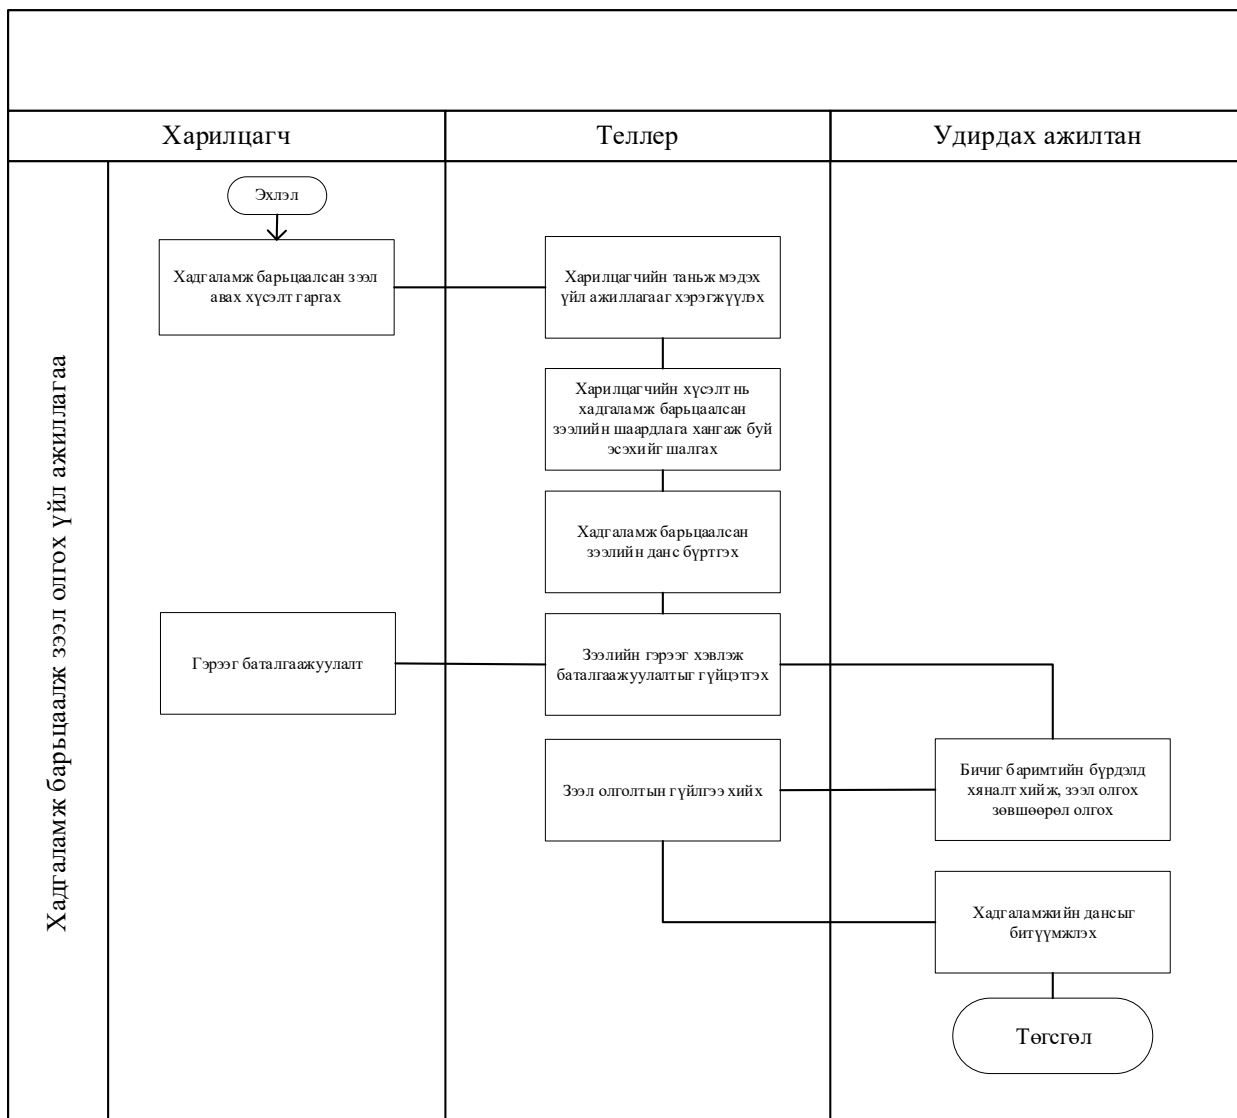 Харилцагч
Теллер
Удирдах ажилтан
Хадгаламж барьцаалж зээл олгох үйл ажиллагаа
Эхлэл
Хадгаламж барьцаалсан зээл
авах хүсэлт гаргах
Харилцагчийн таньж мэдэх
үйл ажиллагааг хэрэгжүүлэх
Харилцагчийн хүсэлт нь
хадгаламж барьцаалсан
зээлийн шаардлага хангаж буй
эсэхийг шалгах
Хадгаламж барьцаалсан
зээлийн данс бүртгэх
Гэрээг баталгаажуулалт
Зээлийн гэрээг хэвлэж
баталгаажуулалтыг гүйцэтгэх
Зээл олголтын гүйлгээ хийх
Бичиг баримтийн бүрдэлд
хяналт хийж, зээл олгох
зөвшөөрөл олгох
Хадгаламжийн дансыг
битүүмжлэх
Төгсгөл